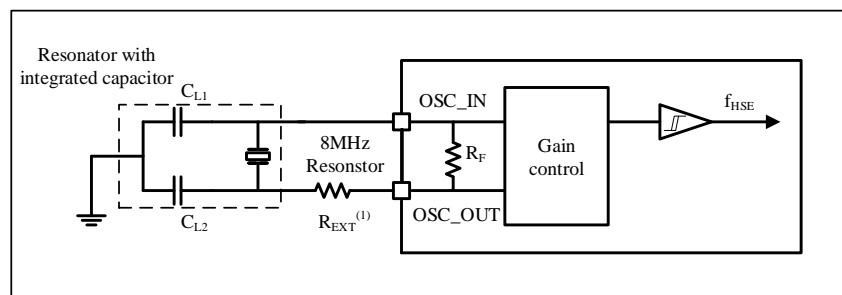 Resonator with
integrated capacitor
C_L1
OSC_IN
f_HSE
8MHz
Resonstor
R_F
Gain
control
C_L2
R_EXT^(1)
OSC_OUT